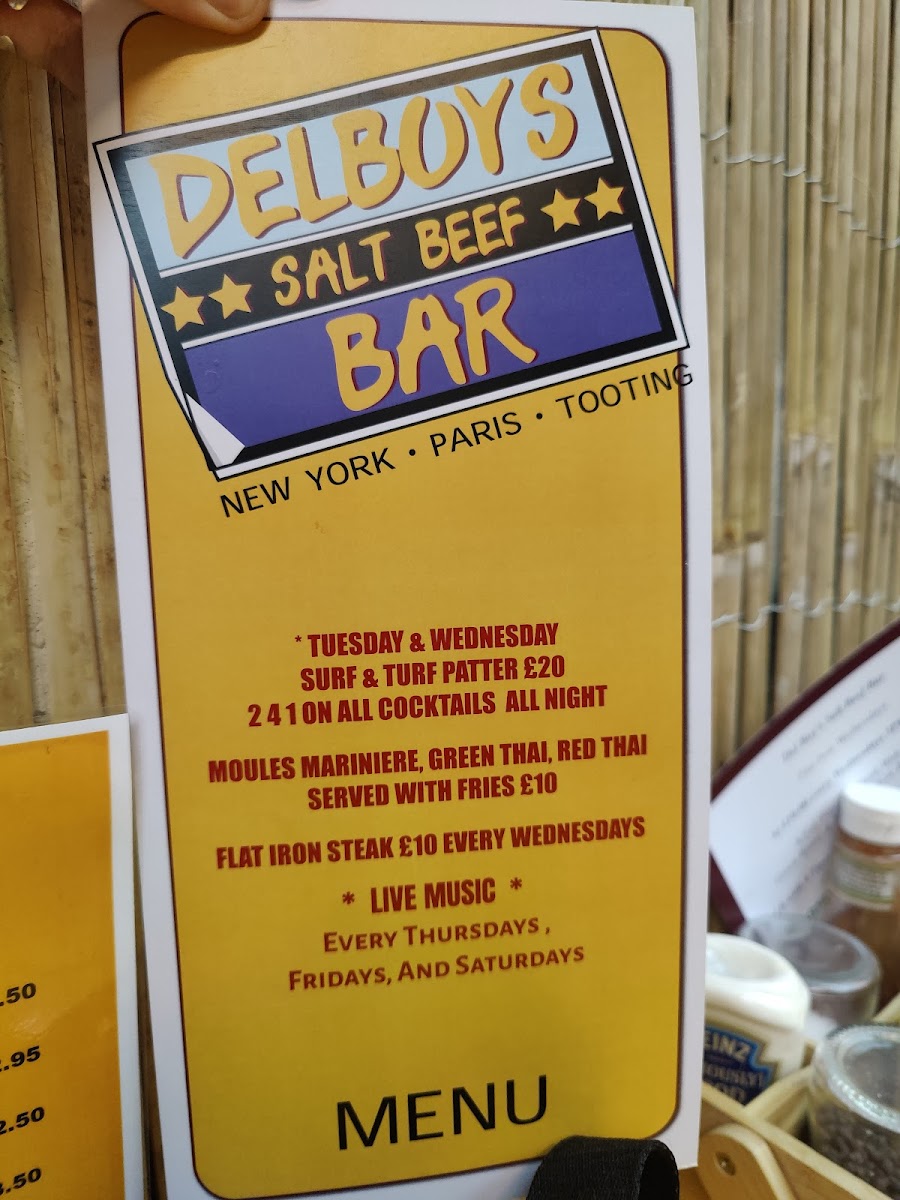 DELBOYS
SALT BEEF
BAR
NEW YORK • PARIS • TOOTING
* TUESDAY & WEDNESDAY
SURF & TURF PATTER £20
2 4 1 ON ALL COCKTAILS ALL NIGHT
MOULES MARINIERE, GREEN THAI, RED THAI
SERVED WITH FRIES £10
FLAT IRON STEAK £10 EVERY WEDNESDAYS
* LIVE MUSIC *
EVERY THURSDAYS ,
FRIDAYS, AND SATURDAYS
MENU
.50
.95
2.50
.50
EINZ